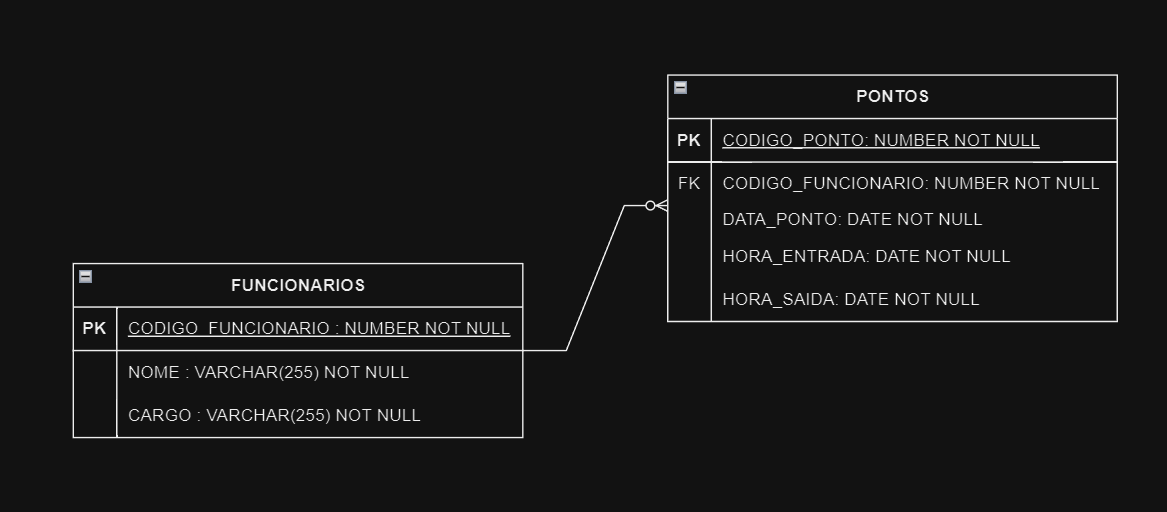 PONTOS
PK CODIGO_PONTO: NUMBER NOT NULL
FK CODIGO_FUNCIONARIO: NUMBER NOT NULL
DATA_PONTO: DATE NOT NULL
HORA_ENTRADA: DATE NOT NULL
HORA_SAIDA: DATE NOT NULL
FUNCIONARIOS
PK CODIGO_FUNCIONARIO : NUMBER NOT NULL
NOME : VARCHAR(255) NOT NULL
CARGO : VARCHAR(255) NOT NULL